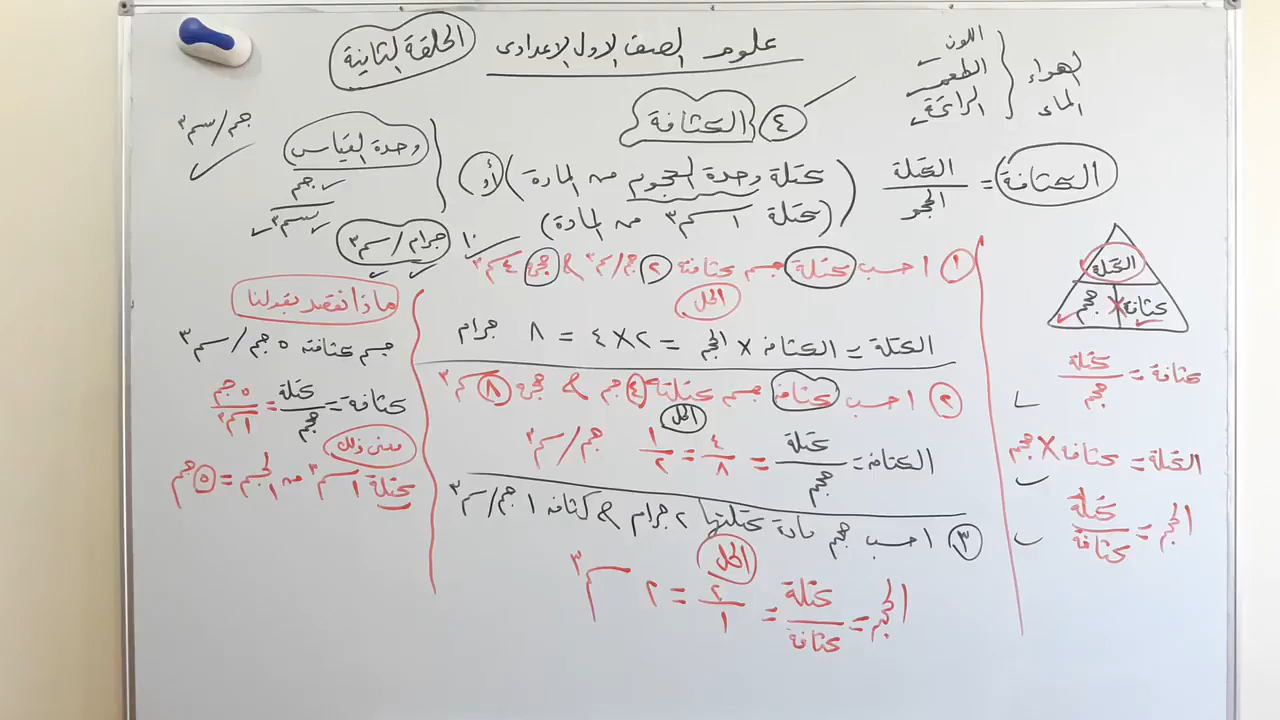 علوم الصف الاول الاعدادى
الحلقة الثانية
اللون
الطعم
الرائحة
الهواء
الماء
٤ الكثافة
الكثافة = الكتلة / الحجم
(كتلة وحدة الحجوم من المادة) أو
(كتلة ١ سم٣ من المادة)
وحدة القياس
جم / سم٣
جرام/سم٣
جم/سم٣
الكتلة
كثافة × حجم
كثافة = كتلة / حجم
الكتلة = كثافة × حجم
الحجم = كتلة / كثافة
١ احسب كتلة جسم كثافة ٢ جم/سم٣ & حجم ٤ سم٣
الحل
الكتلة = الكثافة × الحجم = ٢ × ٤ = ٨ جرام
٢ احسب كثافة جسم كتلته ٤ جم & حجم ٨ سم٣
الحل
الكثافة = كتلة / حجم = ٤ / ٨ = ١ / ٢ جم/سم٣
٣ احسب حجم مادة كتلتها ٢ جرام & كثافة ١ جم/سم٣
الحل
الحجم = كتلة / كثافة = ٢ / ١ = ٢ سم٣
ماذا نقصد بقولنا
جسم كثافته ٥ جم/سم٣
كثافة = كتلة / حجم = ٥ جم / ١ سم٣
معنى ذلك
كتلة ١ سم٣ من الجسم = ٥ جم